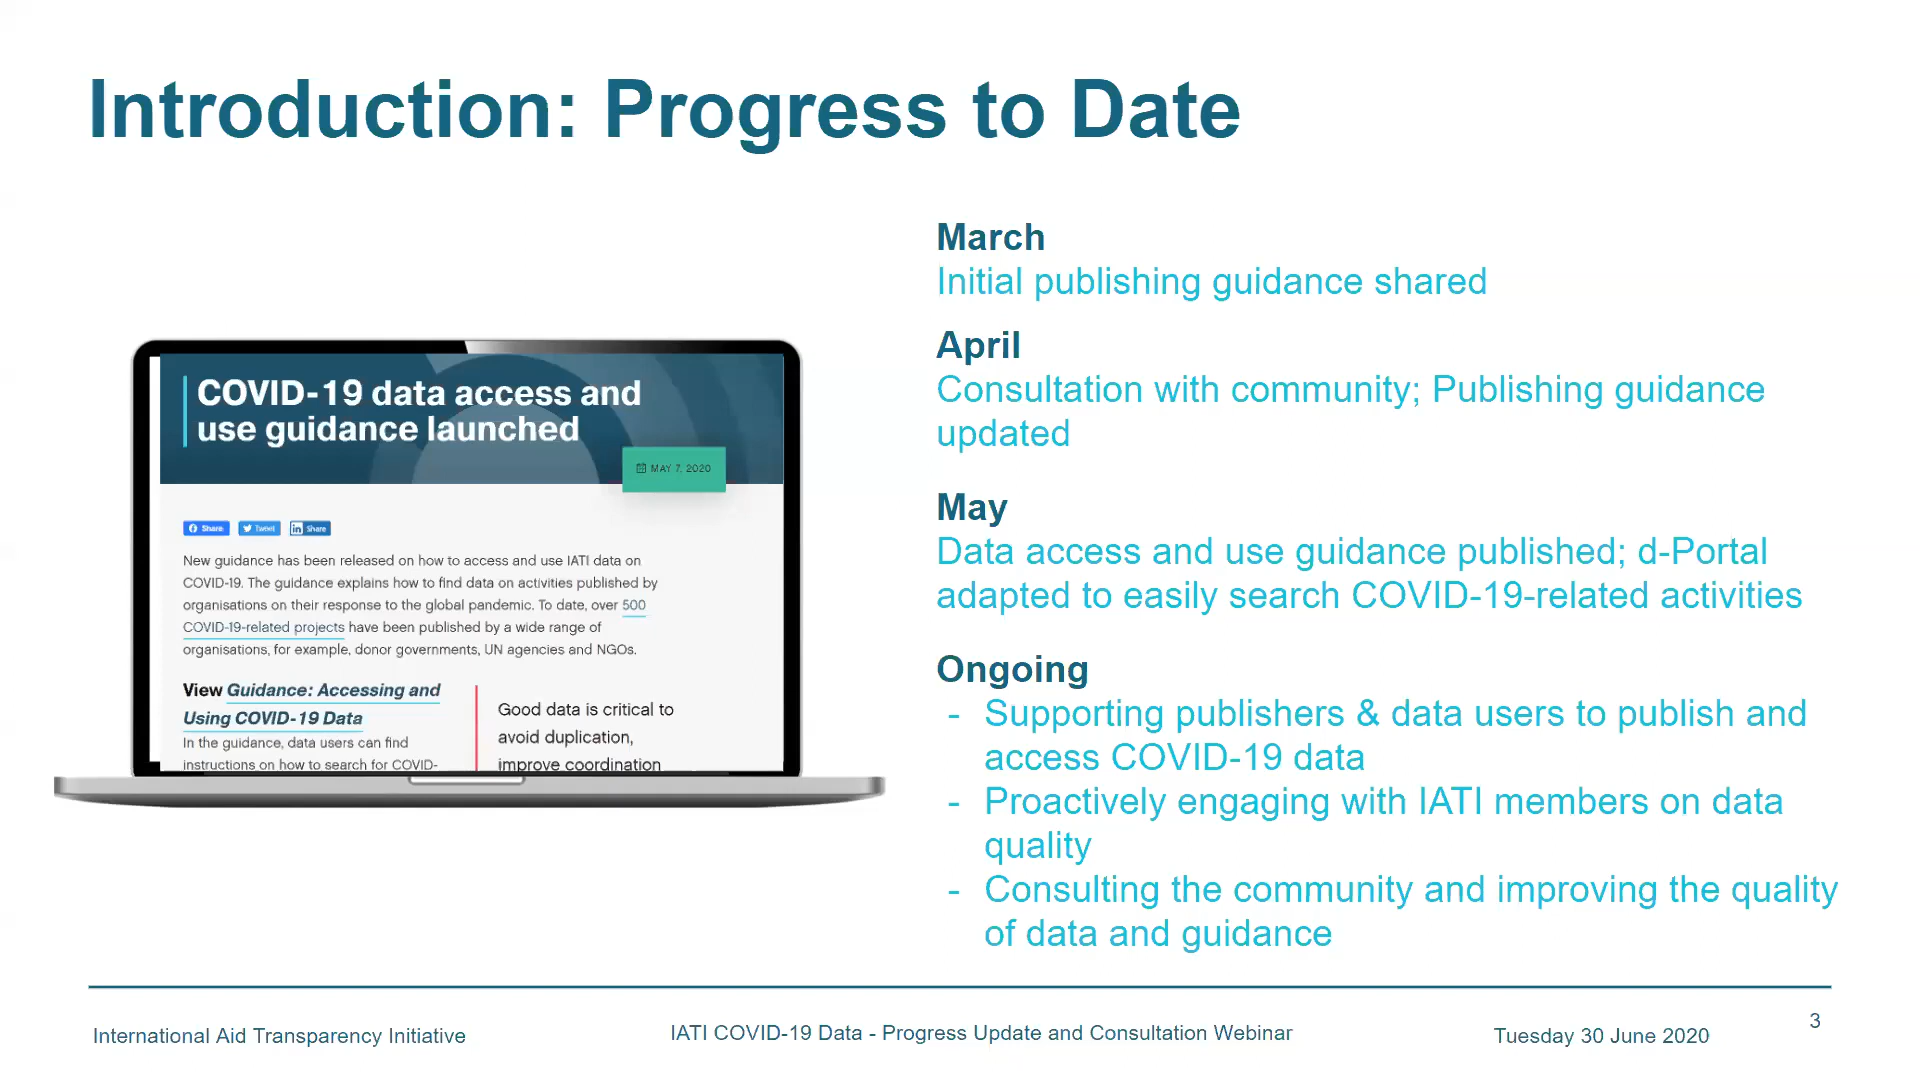 Introduction: Progress to Date
COVID-19 data access and
use guidance launched
MAY 7, 2020
Share Tweet Share
New guidance has been released on how to access and use IATI data on
COVID-19. The guidance explains how to find data on activities published by
organisations on their response to the global pandemic. To date, over 500
COVID-19-related projects have been published by a wide range of
organisations, for example, donor governments, UN agencies and NGOs.
View Guidance: Accessing and
Using COVID-19 Data
In the guidance, data users can find
instructions on how to search for COVID-
Good data is critical to
avoid duplication,
improve coordination
March
Initial publishing guidance shared
April
Consultation with community; Publishing guidance
updated
May
Data access and use guidance published; d-Portal
adapted to easily search COVID-19-related activities
Ongoing
- Supporting publishers & data users to publish and
access COVID-19 data
- Proactively engaging with IATI members on data
quality
- Consulting the community and improving the quality
of data and guidance
International Aid Transparency Initiative
IATI COVID-19 Data - Progress Update and Consultation Webinar
Tuesday 30 June 2020
3